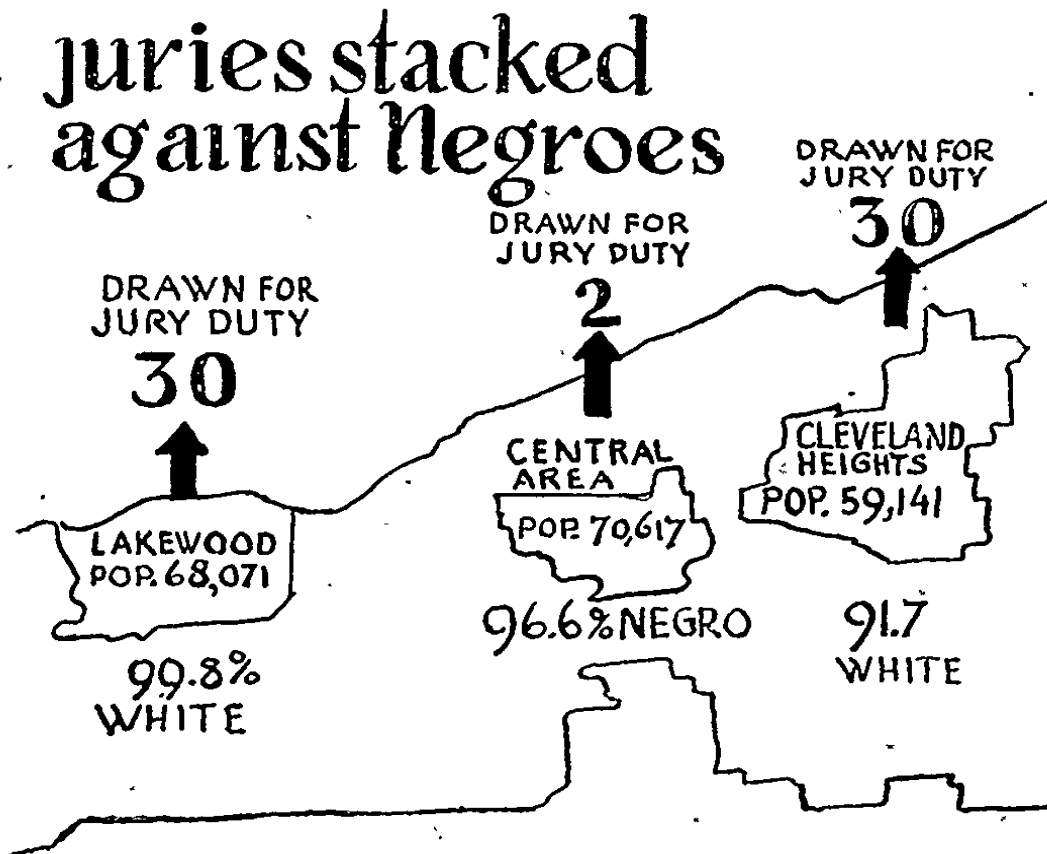 juries stacked
against Negroes
DRAWN FOR
JURY DUTY
30
LAKEWOOD
POP. 68,071
99.8%
WHITE
DRAWN FOR
JURY DUTY
2
CENTRAL
AREA
POP. 70,617
96.6% NEGRO
DRAWN FOR
JURY DUTY
30
CLEVELAND
HEIGHTS
POP. 59,141
91.7
WHITE